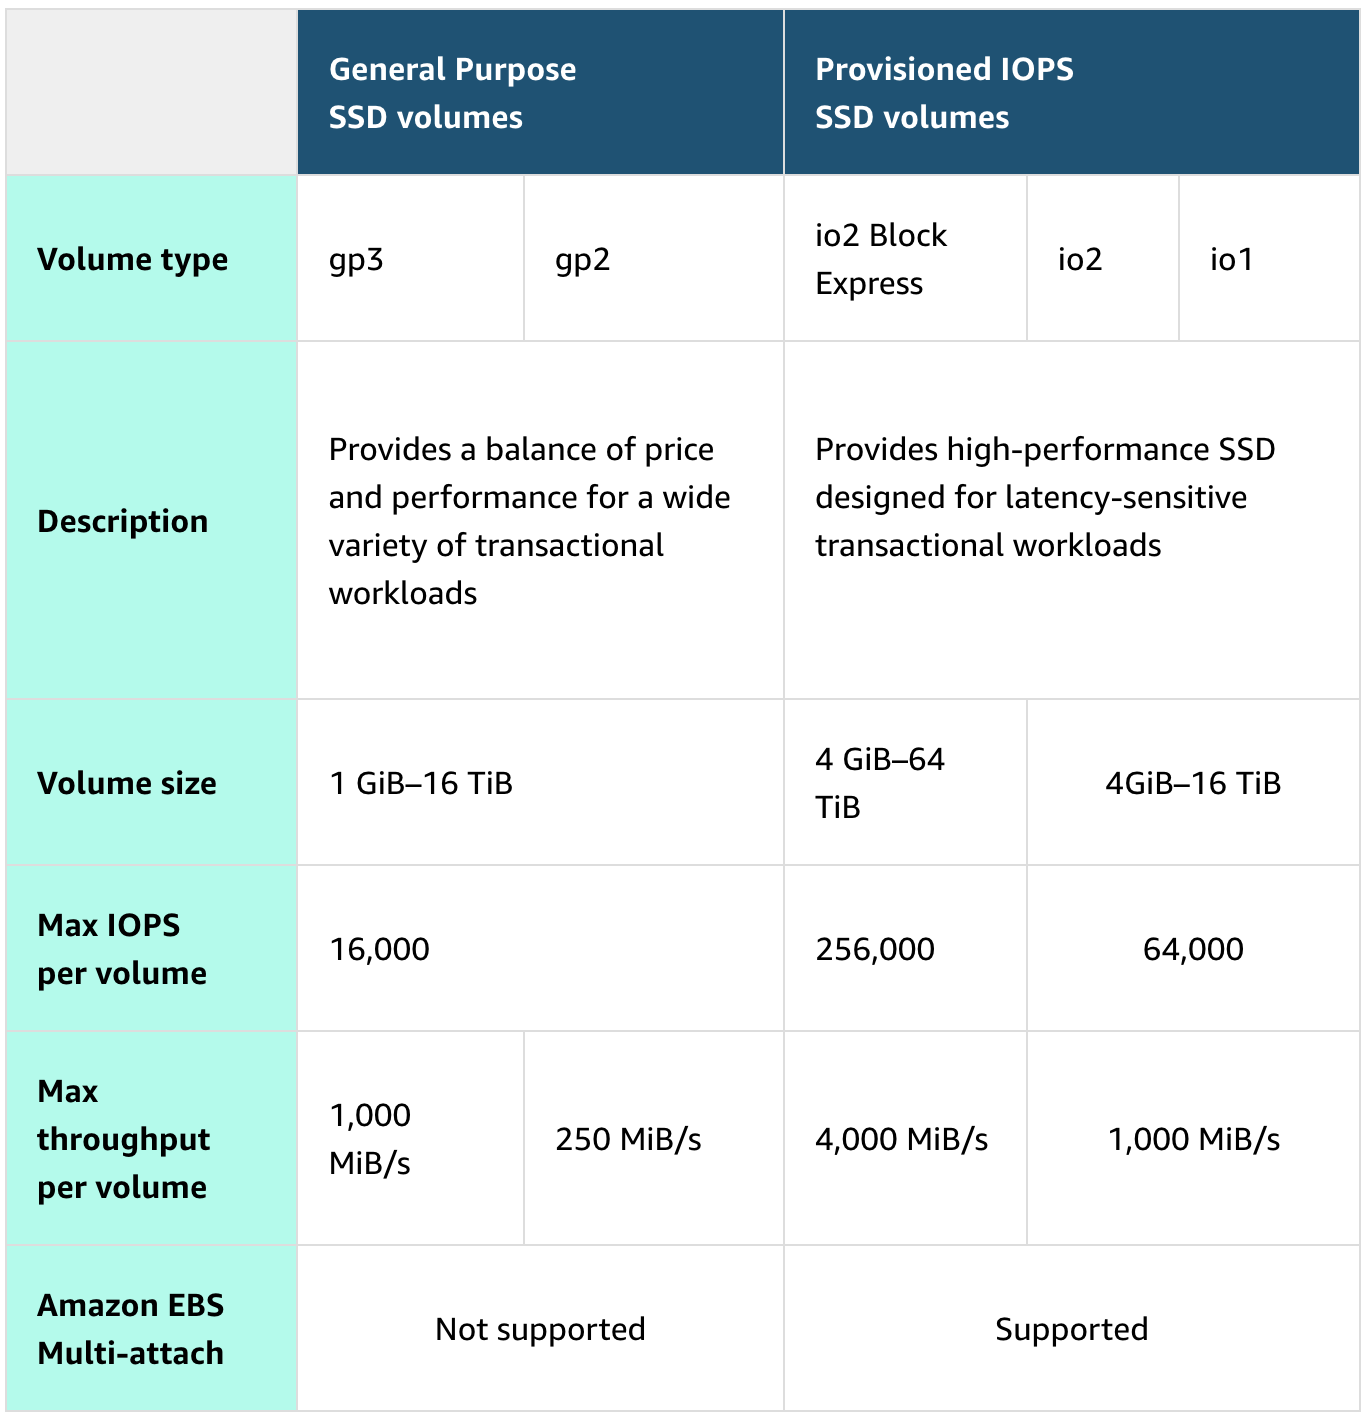 General Purpose
SSD volumes
Provisioned IOPS
SSD volumes
Volume type
gp3
gp2
io2 Block
Express
io2
io1
Description
Provides a balance of price
and performance for a wide
variety of transactional
workloads
Provides high-performance SSD
designed for latency-sensitive
transactional workloads
Volume size
1 GiB–16 TiB
4 GiB–64
TiB
4GiB–16 TiB
Max IOPS
per volume
16,000
256,000
64,000
Max
throughput
per volume
1,000
MiB/s
250 MiB/s
4,000 MiB/s
1,000 MiB/s
Amazon EBS
Multi-attach
Not supported
Supported